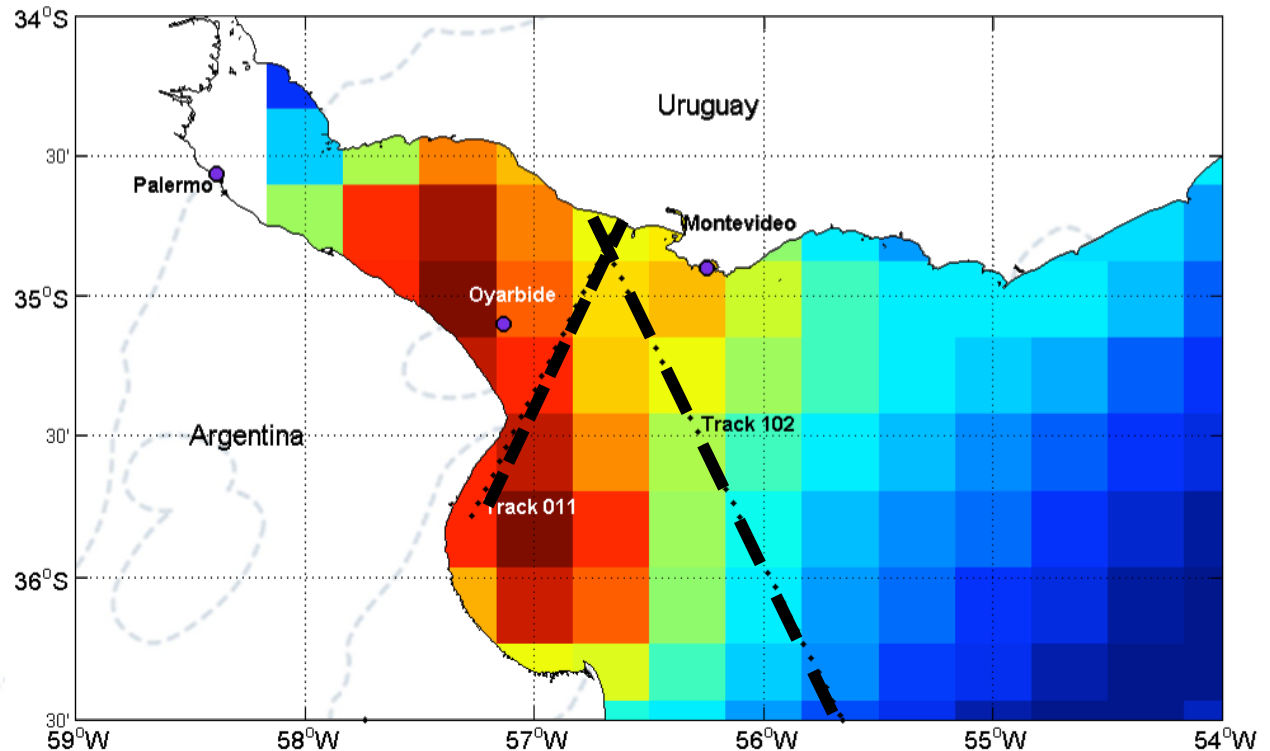 34°S
Uruguay
30'
Palermo
Montevideo
35°S
Oyarbide
Track 102
30'
Argentina
Track 011
36°S
30'
59°W 58°W 57°W 56°W 55°W 54°W